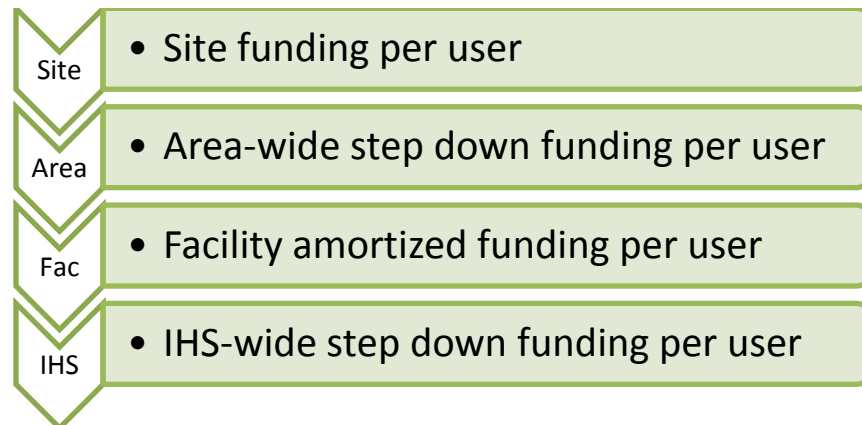 Site
• Site funding per user
Area
• Area-wide step down funding per user
Fac
• Facility amortized funding per user
IHS
• IHS-wide step down funding per user